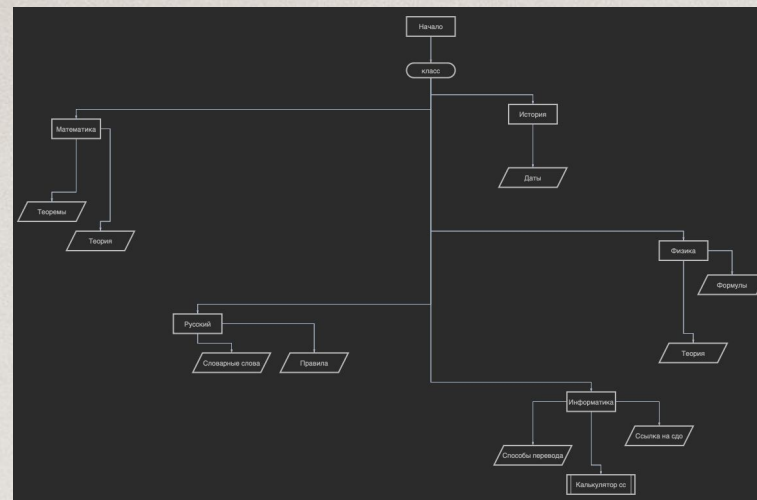 Начало
класс
Математика
История
Даты
Теоремы
Теория
Физика
Формулы
Русский
Теория
Словарные слова
Правила
Информатика
Ссылка на сдо
Способы перевода
Калькулятор сс